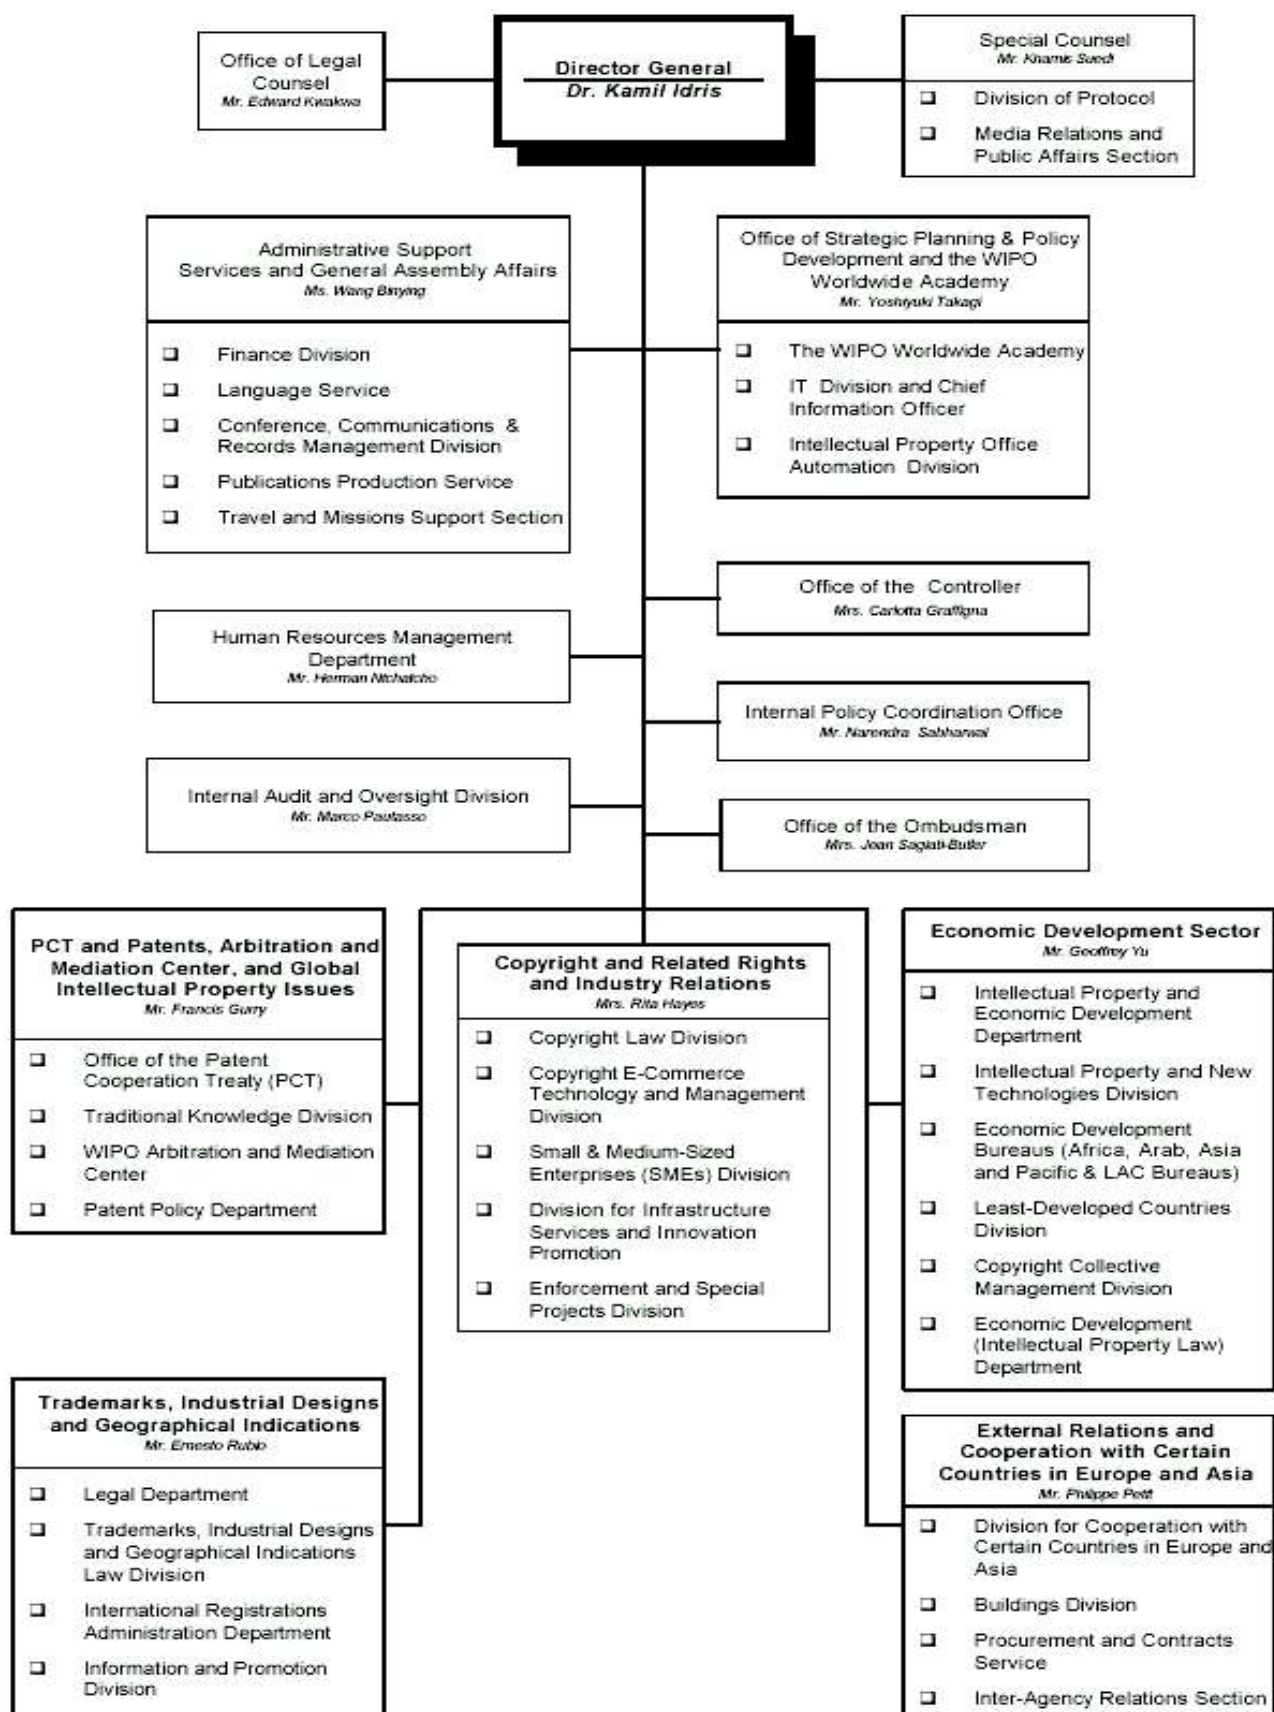 Office of Legal
Counsel
Mr. Edward Kwakwa
Director General
Dr. Kamil Idris
Special Counsel
Mr. Khamis Suedi
Division of Protocol
Media Relations and
Public Affairs Section
Administrative Support
Services and General Assembly Affairs
Ms. Wang Binying
Finance Division
Language Service
Conference, Communications &
Records Management Division
Publications Production Service
Travel and Missions Support Section
Office of Strategic Planning & Policy
Development and the WIPO
Worldwide Academy
Mr. Yoshiyuki Takagi
The WIPO Worldwide Academy
IT Division and Chief
Information Officer
Intellectual Property Office
Automation Division
Office of the Controller
Mrs. Carlotta Graffigna
Human Resources Management
Department
Mr. Herman Ntchatcho
Internal Policy Coordination Office
Mr. Narendra Sabharwal
Internal Audit and Oversight Division
Mr. Marco Pautasso
Office of the Ombudsman
Mrs. Joan
PCT and Patents, Arbitration and
Mediation Center, and Global
Intellectual Property Issues
Mr. Francis Gurry
Office of the Patent
Cooperation Treaty (PCT)
Traditional Knowledge Division
WIPO Arbitration and Mediation
Center
Patent Policy Department
Copyright and Related Rights
and Industry Relations
Mrs. Rita Hayes
Copyright Law Division
Copyright E-Commerce
Technology and Management
Division
Small & Medium-Sized
Enterprises (SMEs) Division
Division for Infrastructure
Services and Innovation
Promotion
Enforcement and Special
Projects Division
Economic Development Sector
Mr. Geoffrey Yu
Intellectual Property and
Economic Development
Department
Intellectual Property and New
Technologies Division
Economic Development
Bureaus (Africa, Arab, Asia
and Pacific & LAC Bureaus)
Least-Developed Countries
Division
Copyright Collective
Management Division
Economic Development
(Intellectual Property Law)
Department
Trademarks, Industrial Designs
and Geographical Indications
Mr. Ernesto Rubio
Legal Department
Trademarks, Industrial Designs
and Geographical Indications
Law Division
International Registrations
Administration Department
Information and Promotion
Division
External Relations and
Cooperation with Certain
Countries in Europe and Asia
Mr. Philippe Petit
Division for Cooperation with
Certain Countries in Europe and
Asia
Buildings Division
Procurement and Contracts
Service
Inter-Agency Relations Section